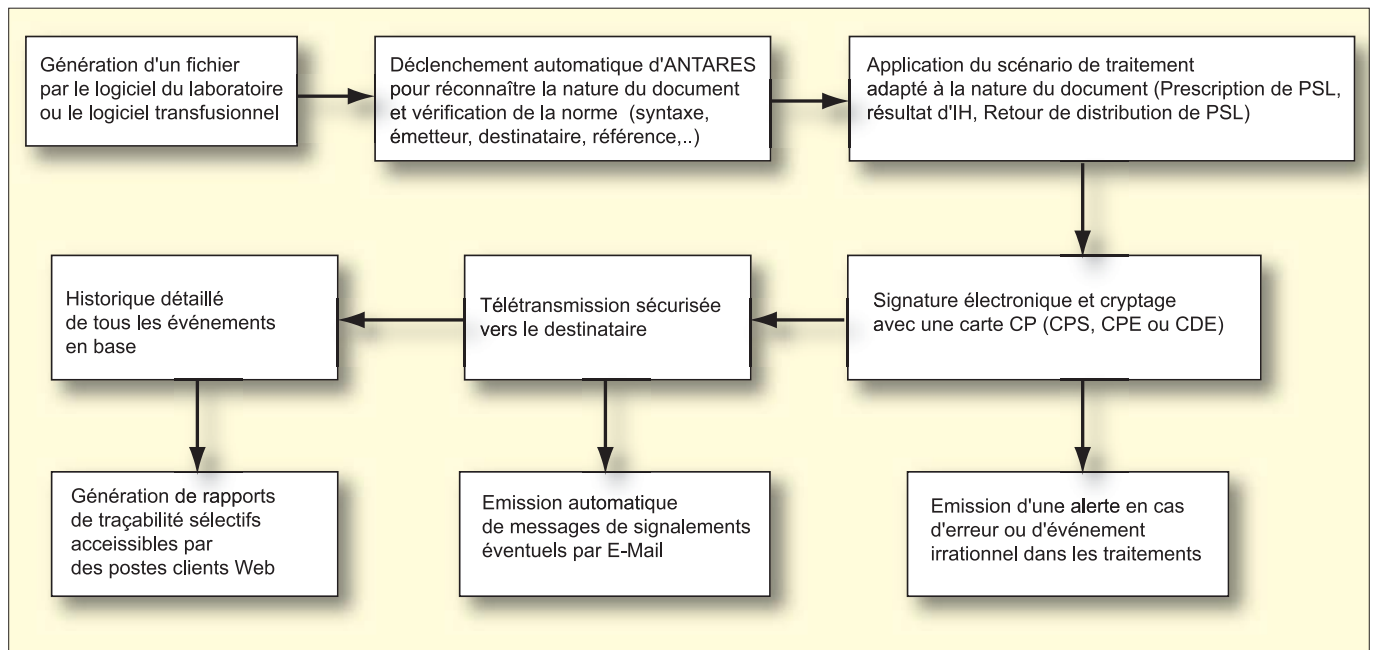 Génération d'un fichier
par le logiciel du laboratoire
ou le logiciel transfusionnel
Déclenchement automatique d'ANTARES
pour réconnaître la nature du document
et vérification de la norme (syntaxe,
émetteur, destinataire, référence,..)
Application du scénario de traitement
adapté à la nature du document (Prescription de PSL,
résultat d'IH, Retour de distribution de PSL)
Historique détaillé
de tous les événements
en base
Télétransmission sécurisée
vers le destinataire
Signature électronique et cryptage
avec une carte CP (CPS, CPE ou CDE)
Génération de rapports
de traçabilité sélectifs
acceissibles par
des postes clients Web
Emission automatique
de messages de signalements
éventuels par E-Mail
Emission d'une alerte en cas
d'erreur ou d'événement
irrationnel dans les traitements